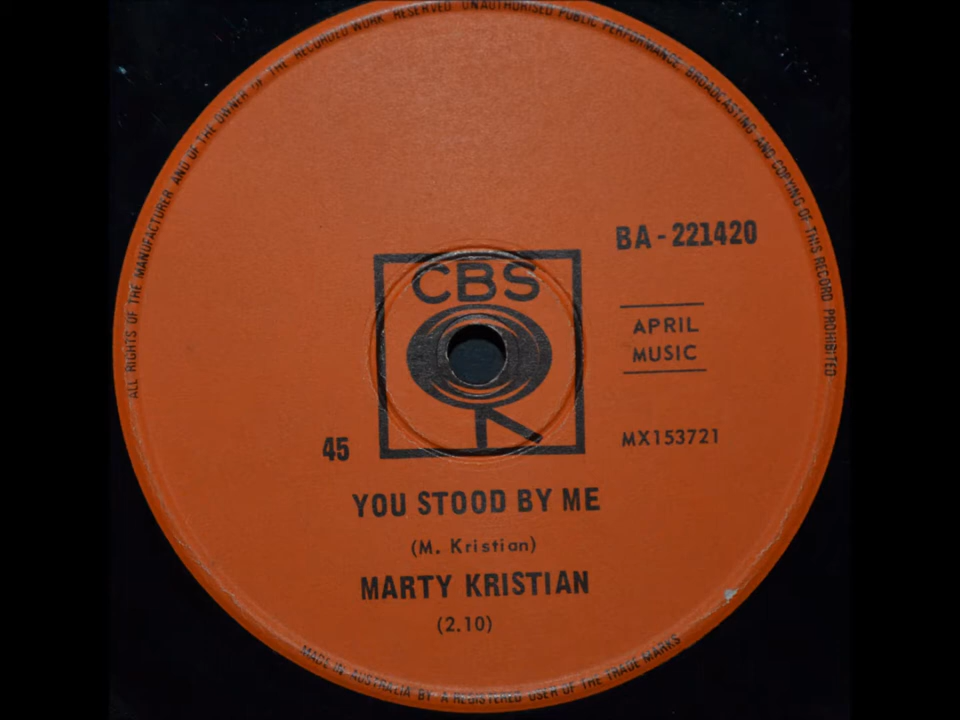 ALL RIGHTS OF THE MANUFACTURER AND OF THE OWNER OF THE RECORDED WORK RESERVED UNAUTHORISED PUBLIC PERFORMANCE BROADCASTING AND COPYING OF THIS RECORD PROHIBITED
BA-221420
CBS
APRIL
MUSIC
MX153721
45
YOU STOOD BY ME
(M. Kristian)
MARTY KRISTIAN
(2.10)
MADE IN AUSTRALIA BY A REGISTERED USER OF THE TRADE MARKS